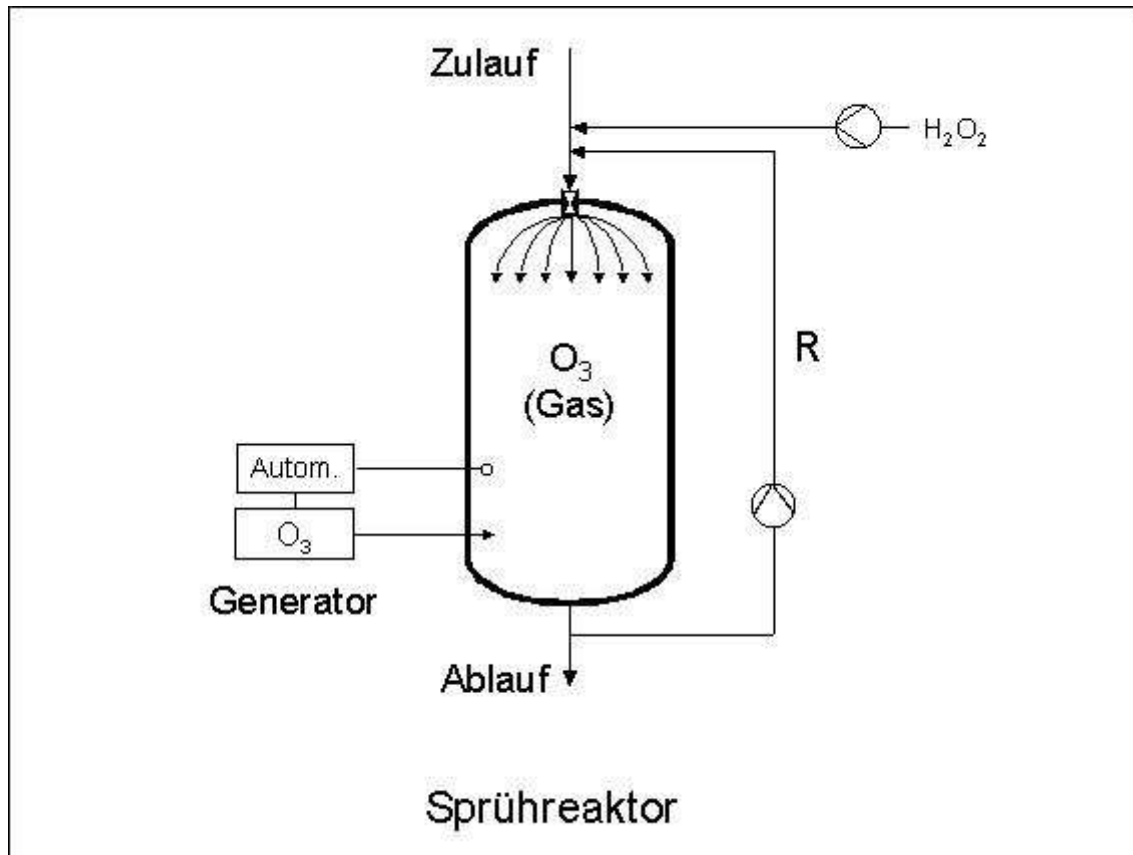 Zulauf
H₂O₂
R
O₃
(Gas)
Autom.
O₃
Generator
Ablauf
Sprühreaktor